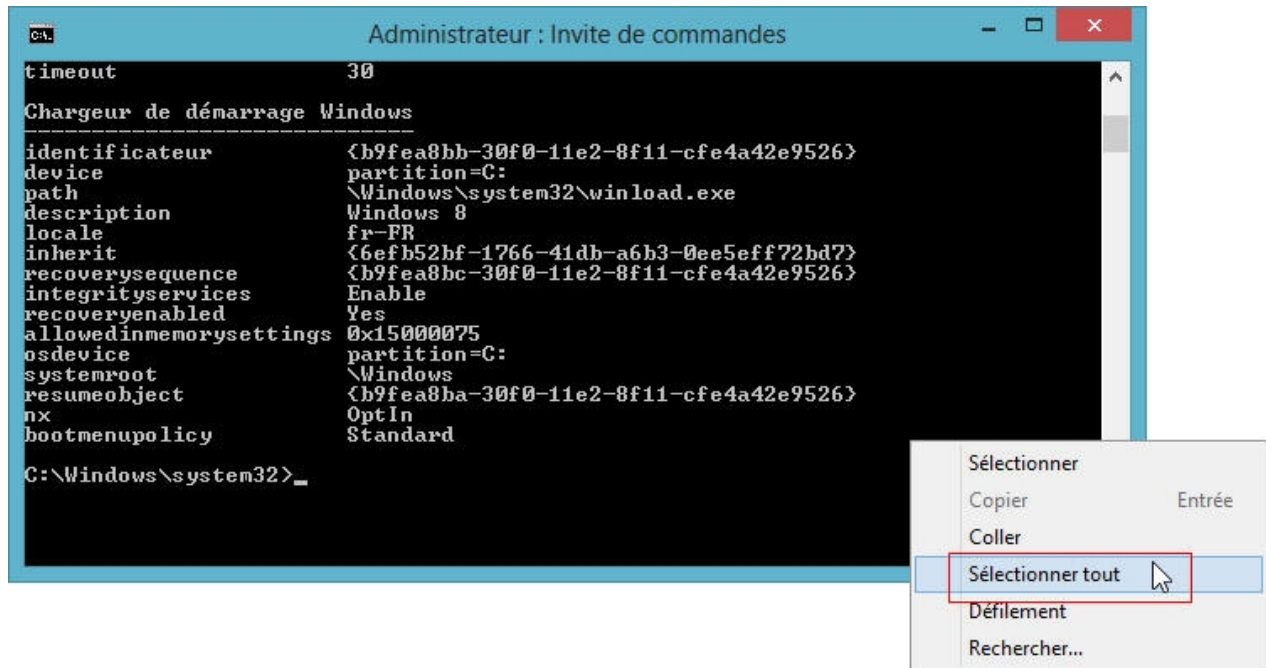 Administrateur : Invite de commandes
timeout 30
Chargeur de démarrage Windows
-----------------------------
identificateur {b9fea8bb-30f0-11e2-8f11-cfe4a42e9526}
device partition=C:
path \Windows\system32\winload.exe
description Windows 8
locale fr-FR
inherit {6efb52bf-1766-41db-a6b3-0ee5eff72bd7}
recoverysequence {b9fea8bc-30f0-11e2-8f11-cfe4a42e9526}
integrityservices Enable
recoveryenabled Yes
allowedinmemorysettings 0x15000075
osdevice partition=C:
systemroot \Windows
resumeobject {b9fea8ba-30f0-11e2-8f11-cfe4a42e9526}
nx OptIn
bootmenupolicy Standard
C:\Windows\system32>_
Sélectionner
Copier Entrée
Coller
Sélectionner tout
Défilement
Rechercher...